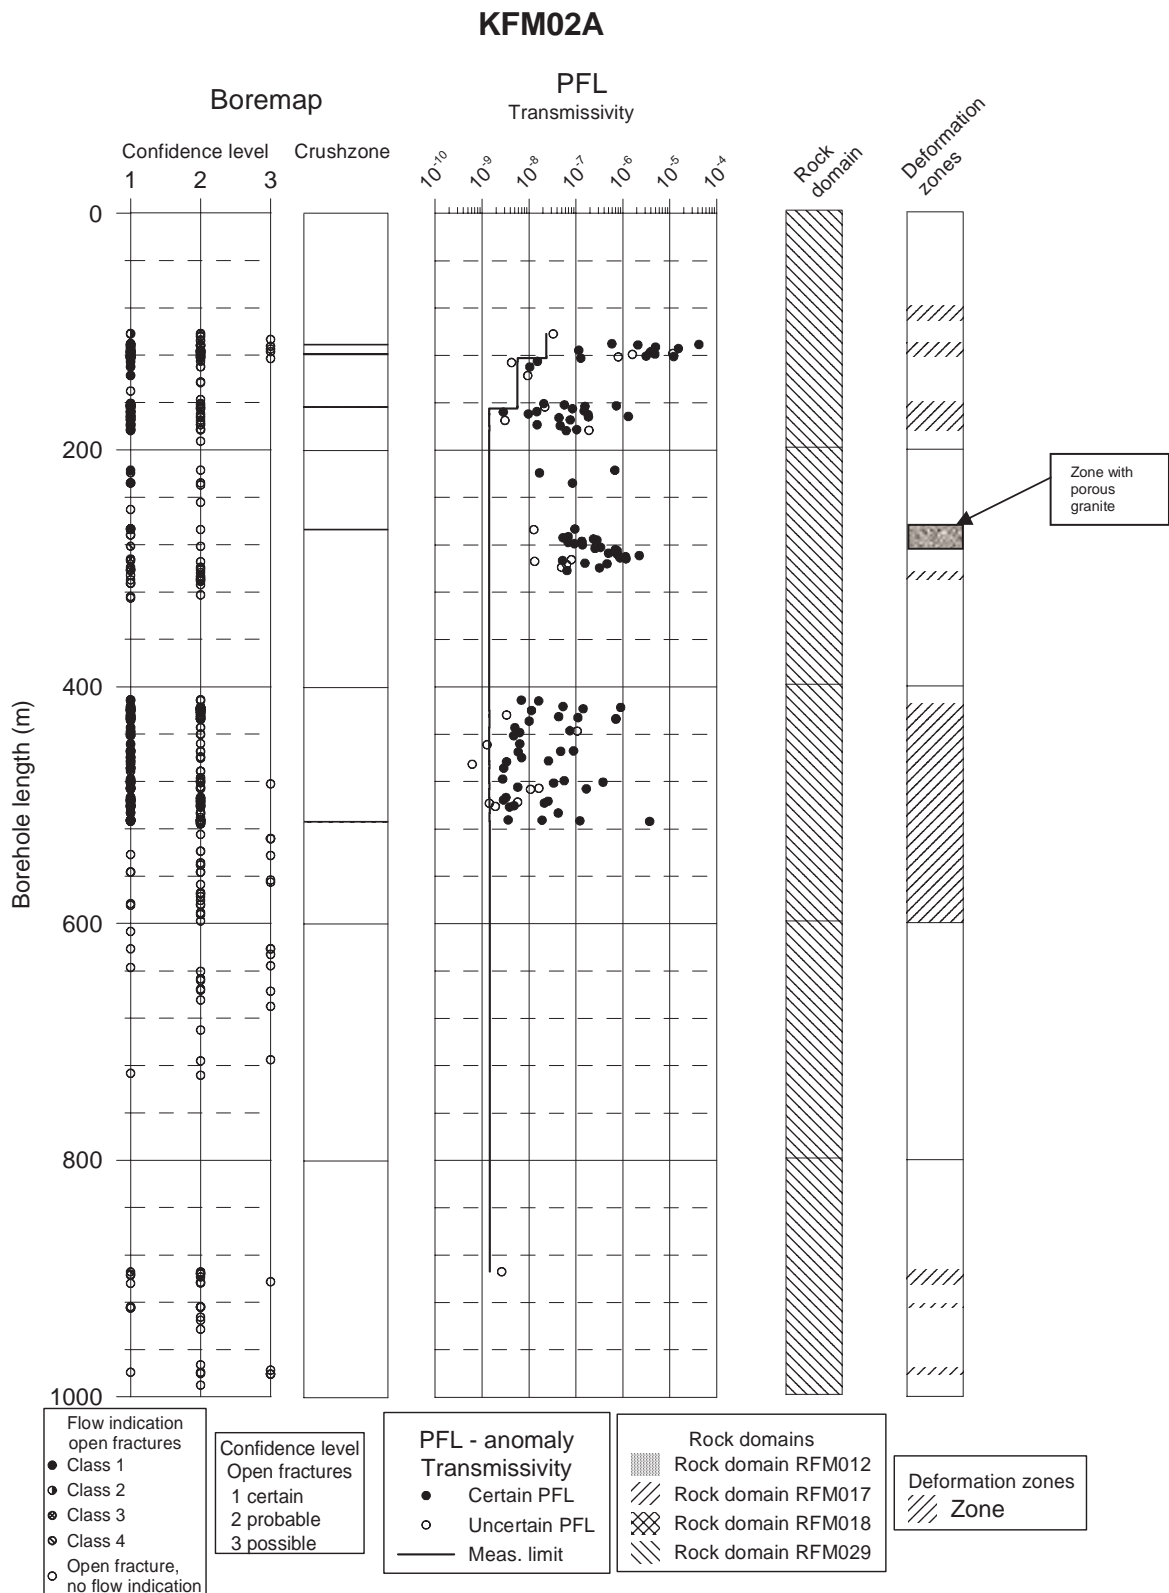 KFM02A
Boremap
PFL
Transmissivity
Confidence level
Crushzone
1 2 3
10-10 10-9 10-8 10-7 10-6 10-5 10-4
Rock
domain
Deformation
zones
0
200
400
600
800
1000
Borehole length (m)
Zone with
porous
granite
Flow indication
open fractures
Class 1
Class 2
Class 3
Class 4
Open fracture,
no flow indication
Confidence level
Open fractures
1 certain
2 probable
3 possible
PFL - anomaly
Transmissivity
Certain PFL
Uncertain PFL
Meas. limit
Rock domains
Rock domain RFM012
Rock domain RFM017
Rock domain RFM018
Rock domain RFM029
Deformation zones
Zone